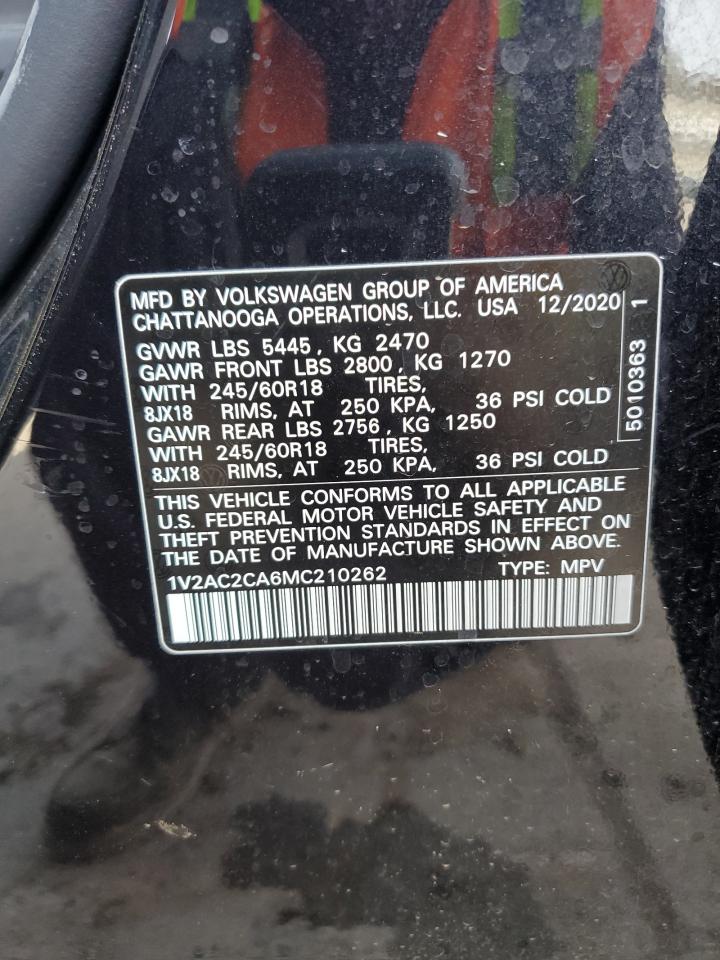 MFD BY VOLKSWAGEN GROUP OF AMERICA
CHATTANOOGA OPERATIONS, LLC. USA 12/2020
GVWR LBS 5445, KG 2470
GAWR FRONT LBS 2800, KG 1270
WITH 245/60R18 TIRES,
8JX18 RIMS, AT 250 KPA, 36 PSI COLD
GAWR REAR LBS 2756, KG 1250
WITH 245/60R18 TIRES,
8JX18 RIMS, AT 250 KPA, 36 PSI COLD
THIS VEHICLE CONFORMS TO ALL APPLICABLE
U.S. FEDERAL MOTOR VEHICLE SAFETY AND
THEFT PREVENTION STANDARDS IN EFFECT ON
THE DATE OF MANUFACTURE SHOWN ABOVE.
1V2AC2CA6MC210262 TYPE: MPV
5010363 1